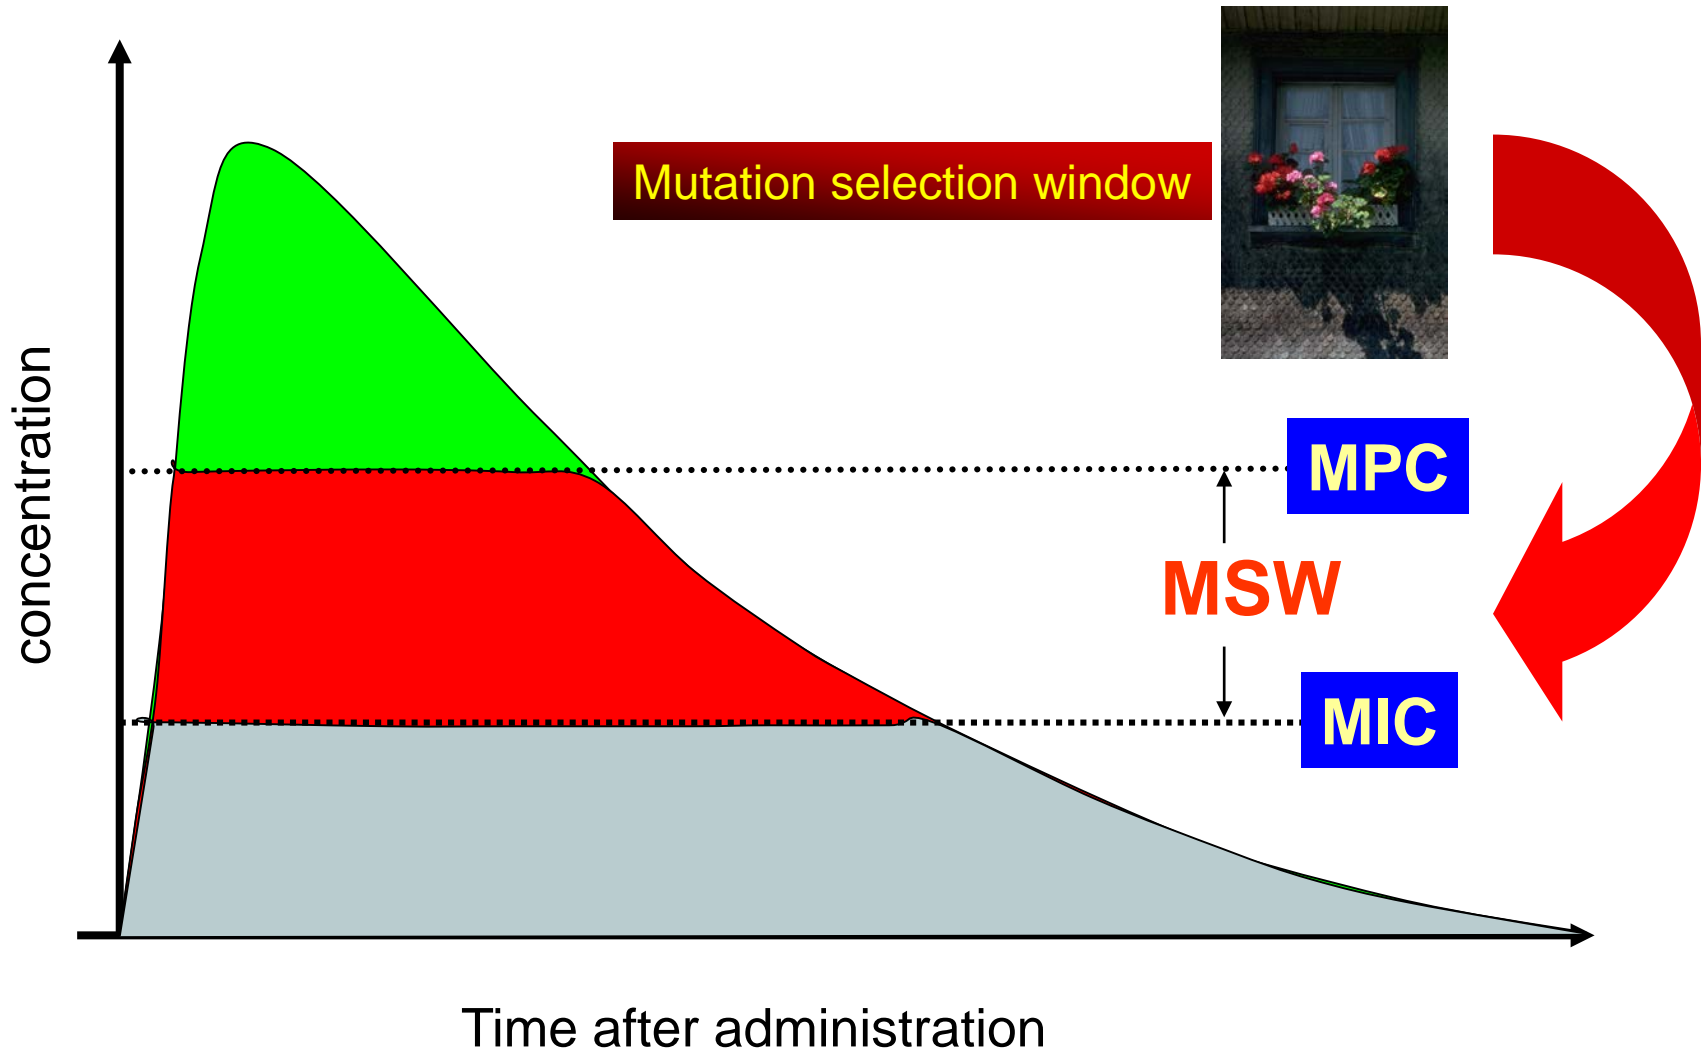 Mutation selection window
concentration
MPC
MSW
MIC
Time after administration